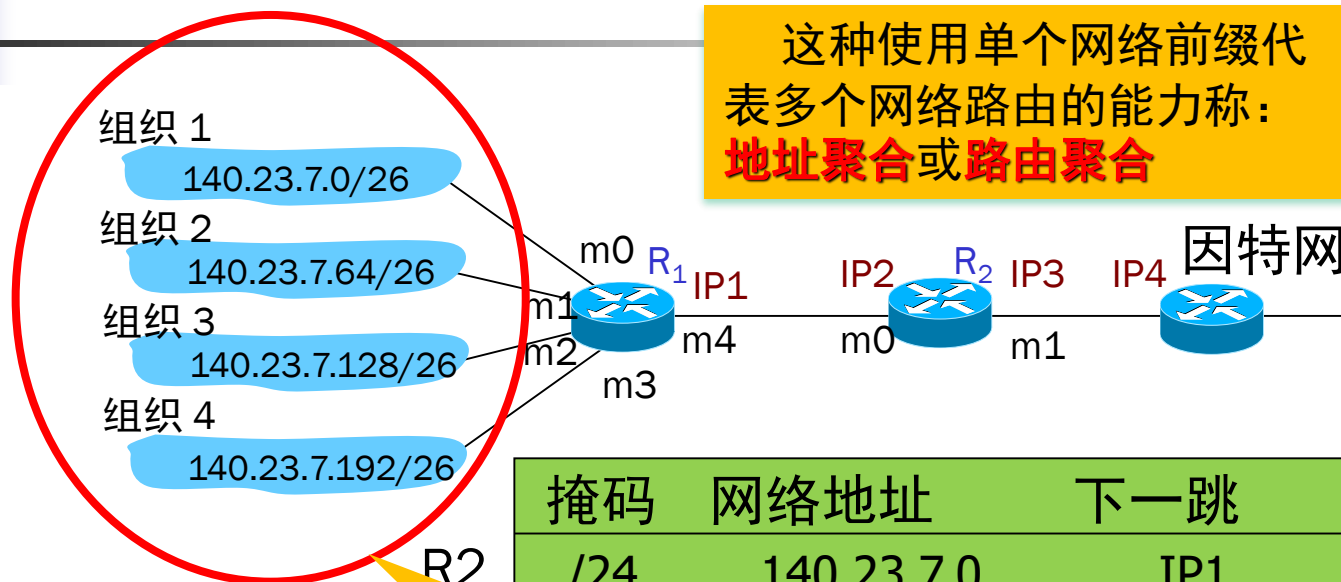 这种使用单个网络前缀代
表多个网络路由的能力称：
地址聚合或路由聚合
组织 1
140.23.7.0/26
组织 2
140.23.7.64/26
组织 3
140.23.7.128/26
组织 4
140.23.7.192/26
m0 R1 IP1
m1
m2
m3
m4
IP2 R2 IP3 IP4 因特网
m0
m1
R2
掩码 网络地址 下一跳
/24 140.23.7.0 IP1